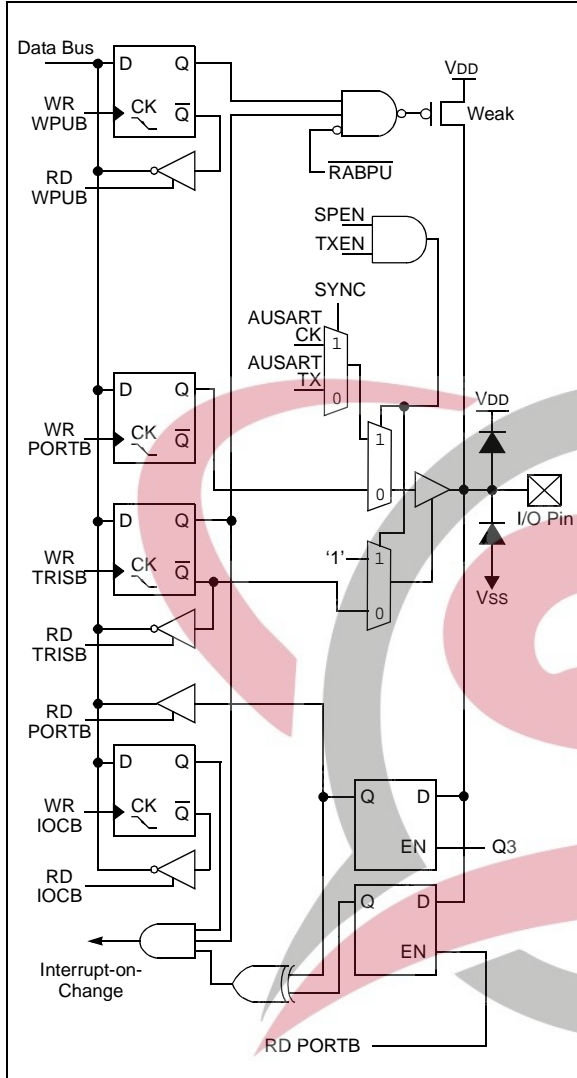 Data Bus
D Q
VDD
WR
WPUB
CK
Q
Weak
RD
WPUB
RABPU
SPEN
TXEN
SYNC
AUSART
CK
1
AUSART
TX
0
D Q
VDD
WR
PORTB
CK
Q
1
0
I/O Pin
D Q
'1'
1
WR
TRISB
CK
Q
VSS
0
RD
TRISB
RD
PORTB
D Q
Q D
WR
IOCB
CK
Q
EN
Q3
RD
IOCB
Q D
EN
Interrupt-on-
Change
RD PORTB